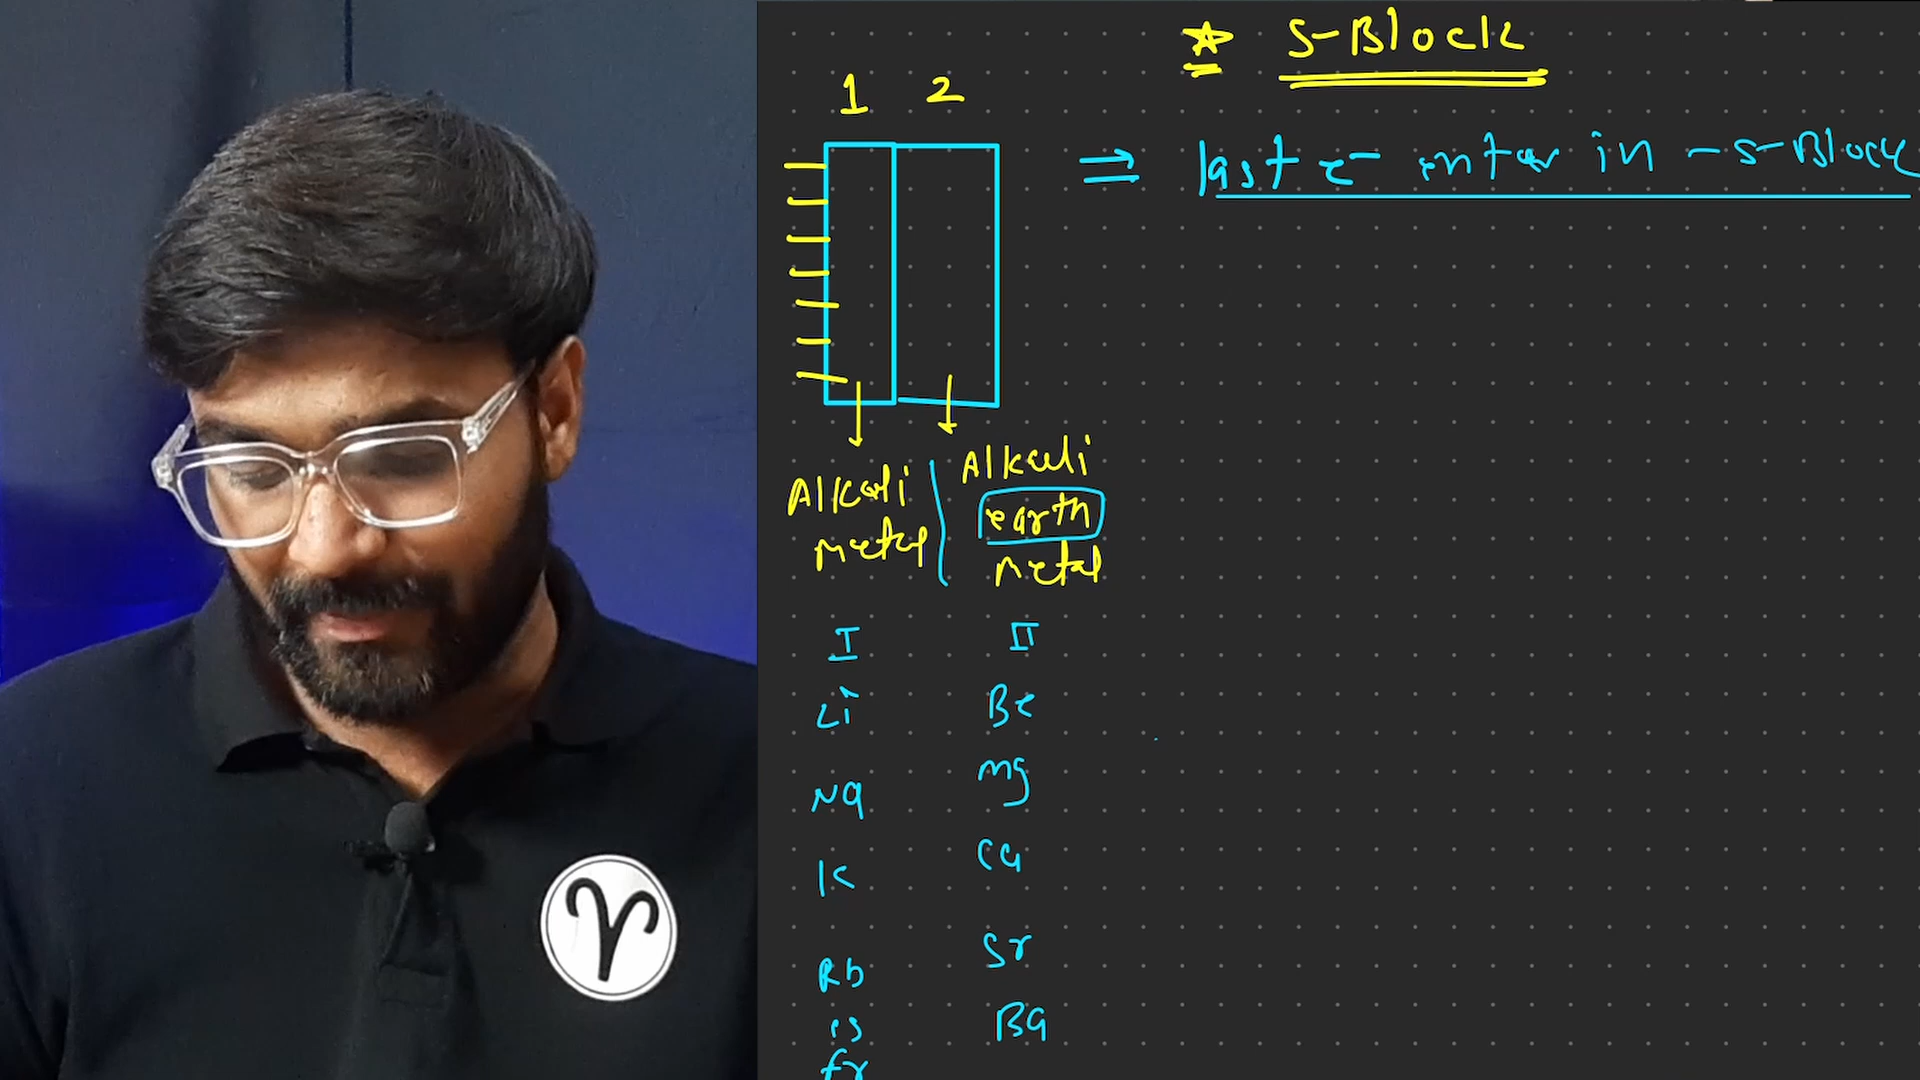 S-Block
1 2
⇒ last e⁻ enter in - s-Block
Alkali metal
Alkali earth metal
I II
Li Be
Na Mg
K Ca
Rb Sr
Cs Ba
Fr